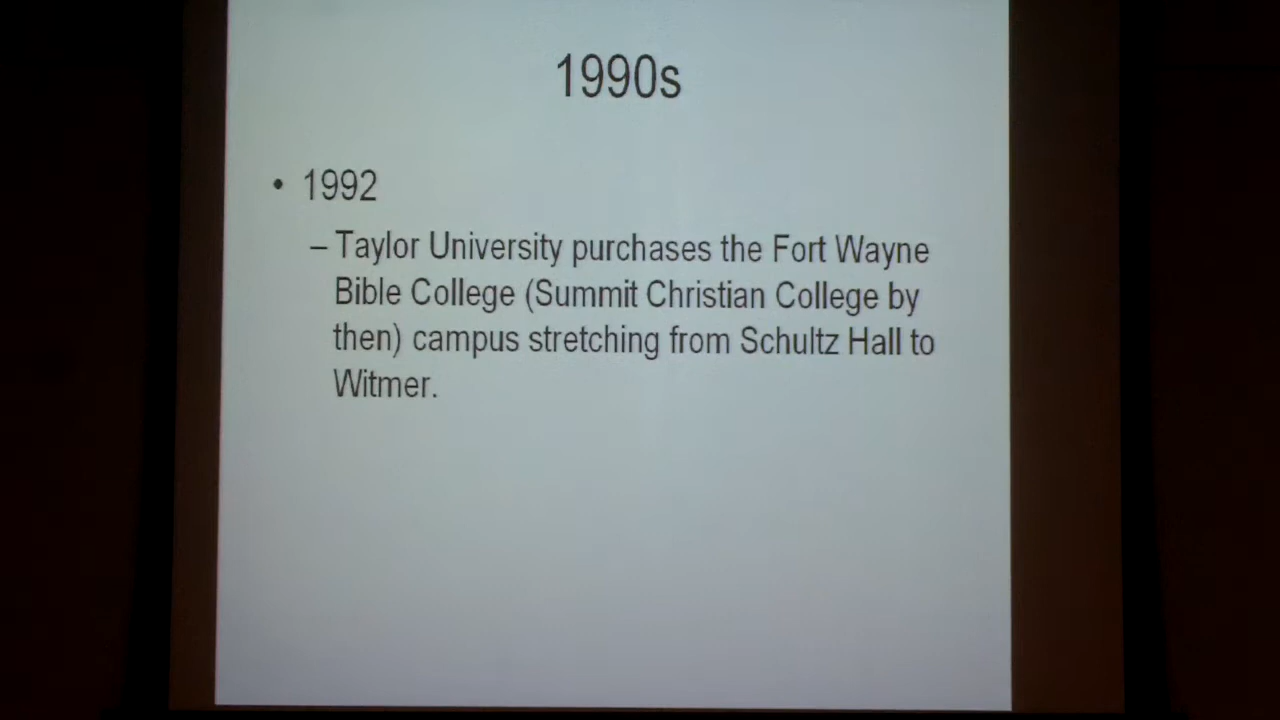 1990s
• 1992
– Taylor University purchases the Fort Wayne
Bible College (Summit Christian College by
then) campus stretching from Schultz Hall to
Witmer.